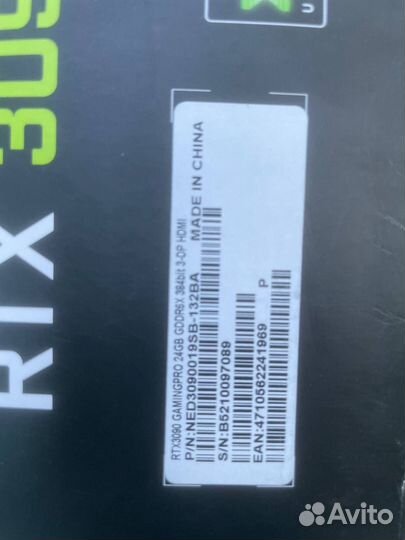 RTX 309
RTX3090 GAMINGPRO 24GB GDDR6X 384bit 3-DP HDMI
P/N:NED3090019SB-132BA MADE IN CHINA
S/N:B5210097089
EAN:4710562241969 P
U
Avito